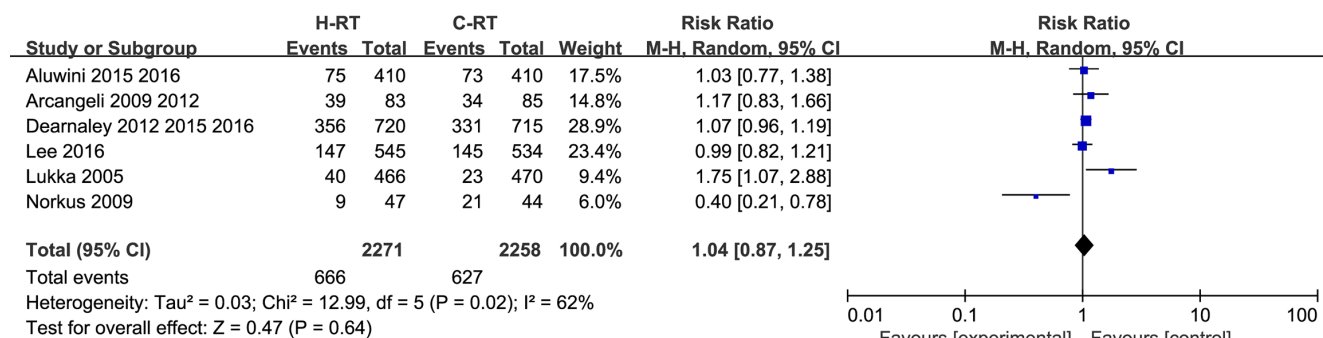 H-RT C-RT Risk Ratio Risk Ratio
Study or Subgroup Events Total Events Total Weight M-H, Random, 95% CI M-H, Random, 95% CI
Aluwini 2015 2016 75 410 73 410 17.5% 1.03 [0.77, 1.38]
Arcangeli 2009 2012 39 83 34 85 14.8% 1.17 [0.83, 1.66]
Dearnaley 2012 2015 2016 356 720 331 715 28.9% 1.07 [0.96, 1.19]
Lee 2016 147 545 145 534 23.4% 0.99 [0.82, 1.21]
Lukka 2005 40 466 23 470 9.4% 1.75 [1.07, 2.88]
Norkus 2009 9 47 21 44 6.0% 0.40 [0.21, 0.78]
Total (95% CI) 2271 2258 100.0% 1.04 [0.87, 1.25]
Total events 666 627
Heterogeneity: Tau² = 0.03; Chi² = 12.99, df = 5 (P = 0.02); I² = 62%
0.01 0.1 1 10 100
Test for overall effect: Z = 0.47 (P = 0.64)
Favours [experimental] Favours [control]